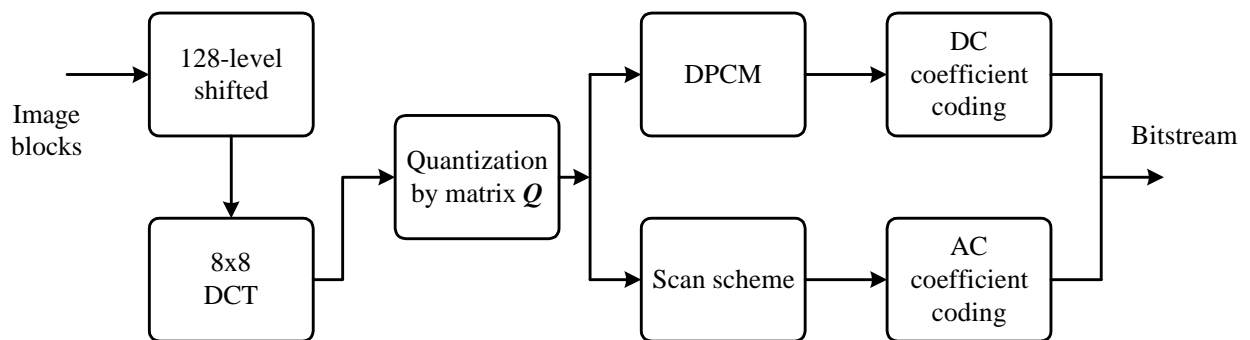 Image
blocks
128-level
shifted
8x8
DCT
Quantization
by matrix Q
DPCM
DC
coefficient
coding
Scan scheme
AC
coefficient
coding
Bitstream